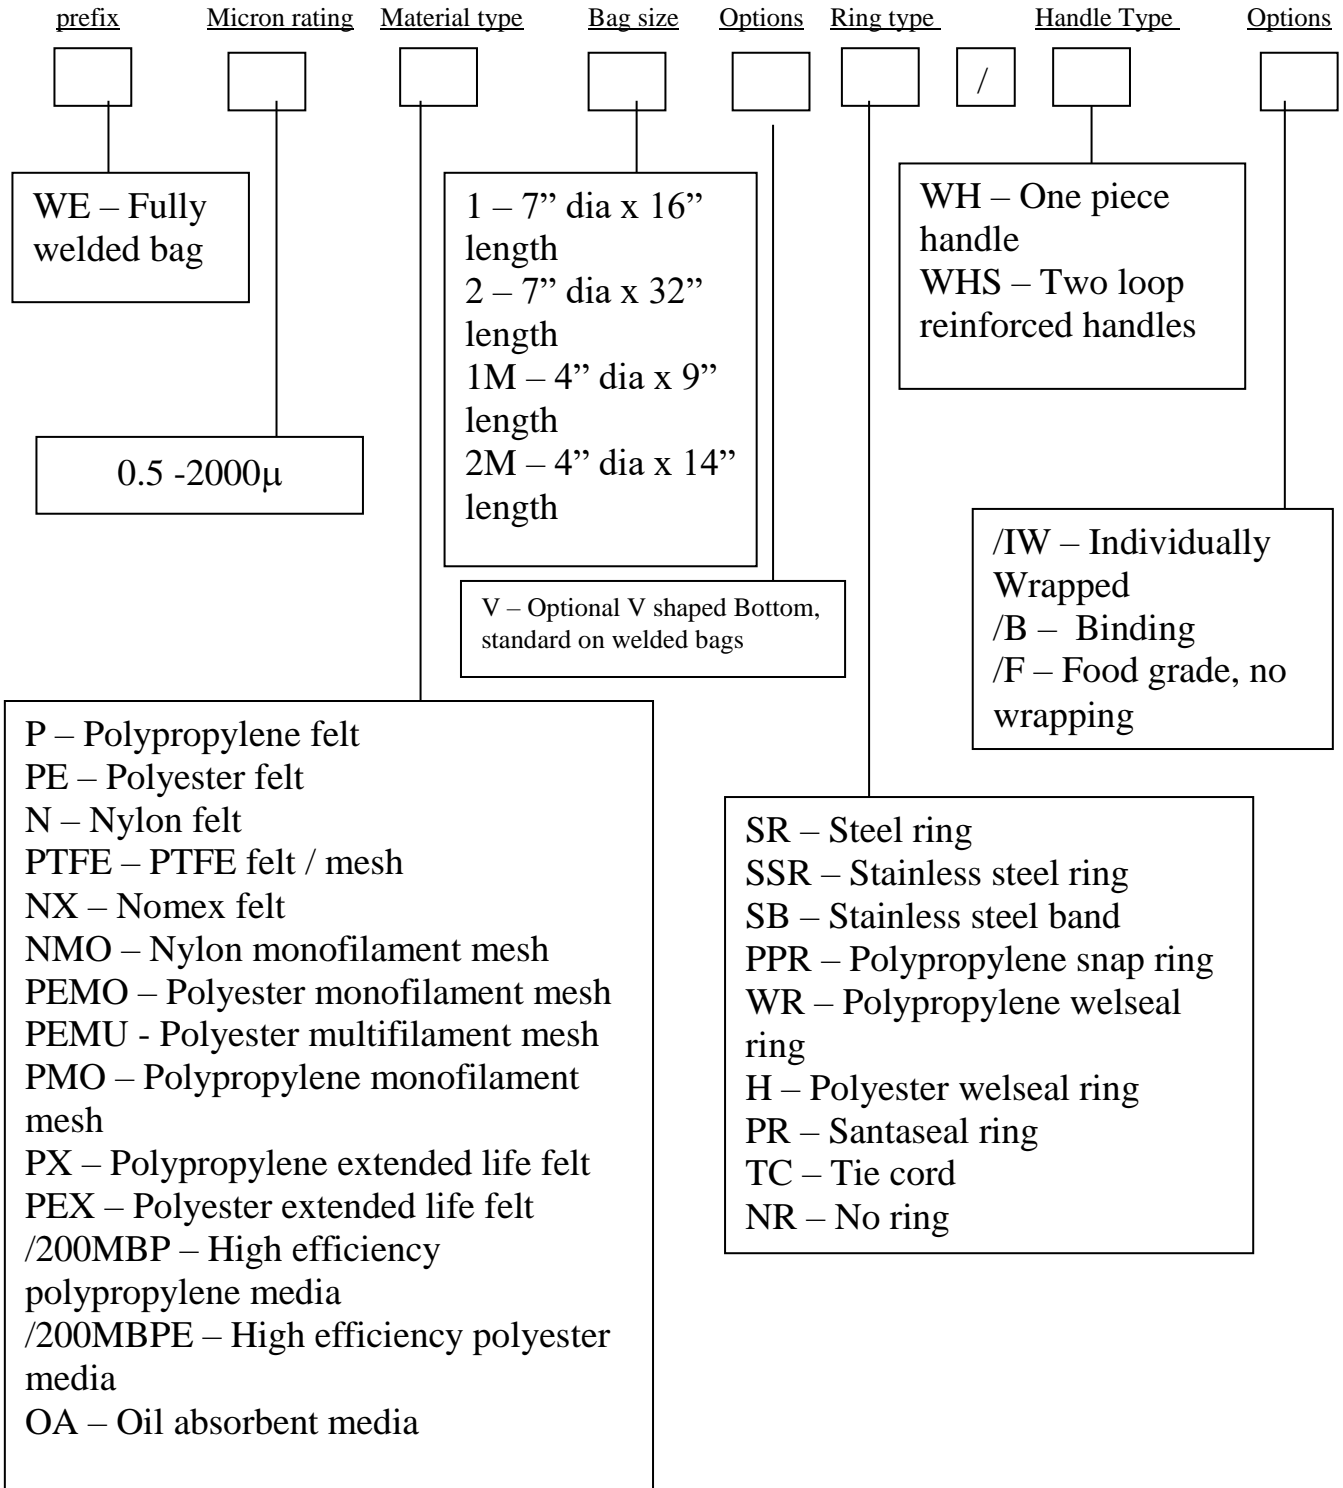 prefix Micron rating Material type Bag size Options Ring type Handle Type Options
/
WE – Fully
welded bag
1 – 7” dia x 16”
length
2 – 7” dia x 32”
length
1M – 4” dia x 9”
length
2M – 4” dia x 14”
length
WH – One piece
handle
WHS – Two loop
reinforced handles
0.5 -2000μ
V – Optional V shaped Bottom,
standard on welded bags
/IW – Individually
Wrapped
/B – Binding
/F – Food grade, no
wrapping
P – Polypropylene felt
PE – Polyester felt
N – Nylon felt
PTFE – PTFE felt / mesh
NX – Nomex felt
NMO – Nylon monofilament mesh
PEMO – Polyester monofilament mesh
PEMU - Polyester multifilament mesh
PMO – Polypropylene monofilament
mesh
PX – Polypropylene extended life felt
PEX – Polyester extended life felt
/200MBP – High efficiency
polypropylene media
/200MBPE – High efficiency polyester
media
OA – Oil absorbent media
SR – Steel ring
SSR – Stainless steel ring
SB – Stainless steel band
PPR – Polypropylene snap ring
WR – Polypropylene welseal
ring
H – Polyester welseal ring
PR – Santaseal ring
TC – Tie cord
NR – No ring